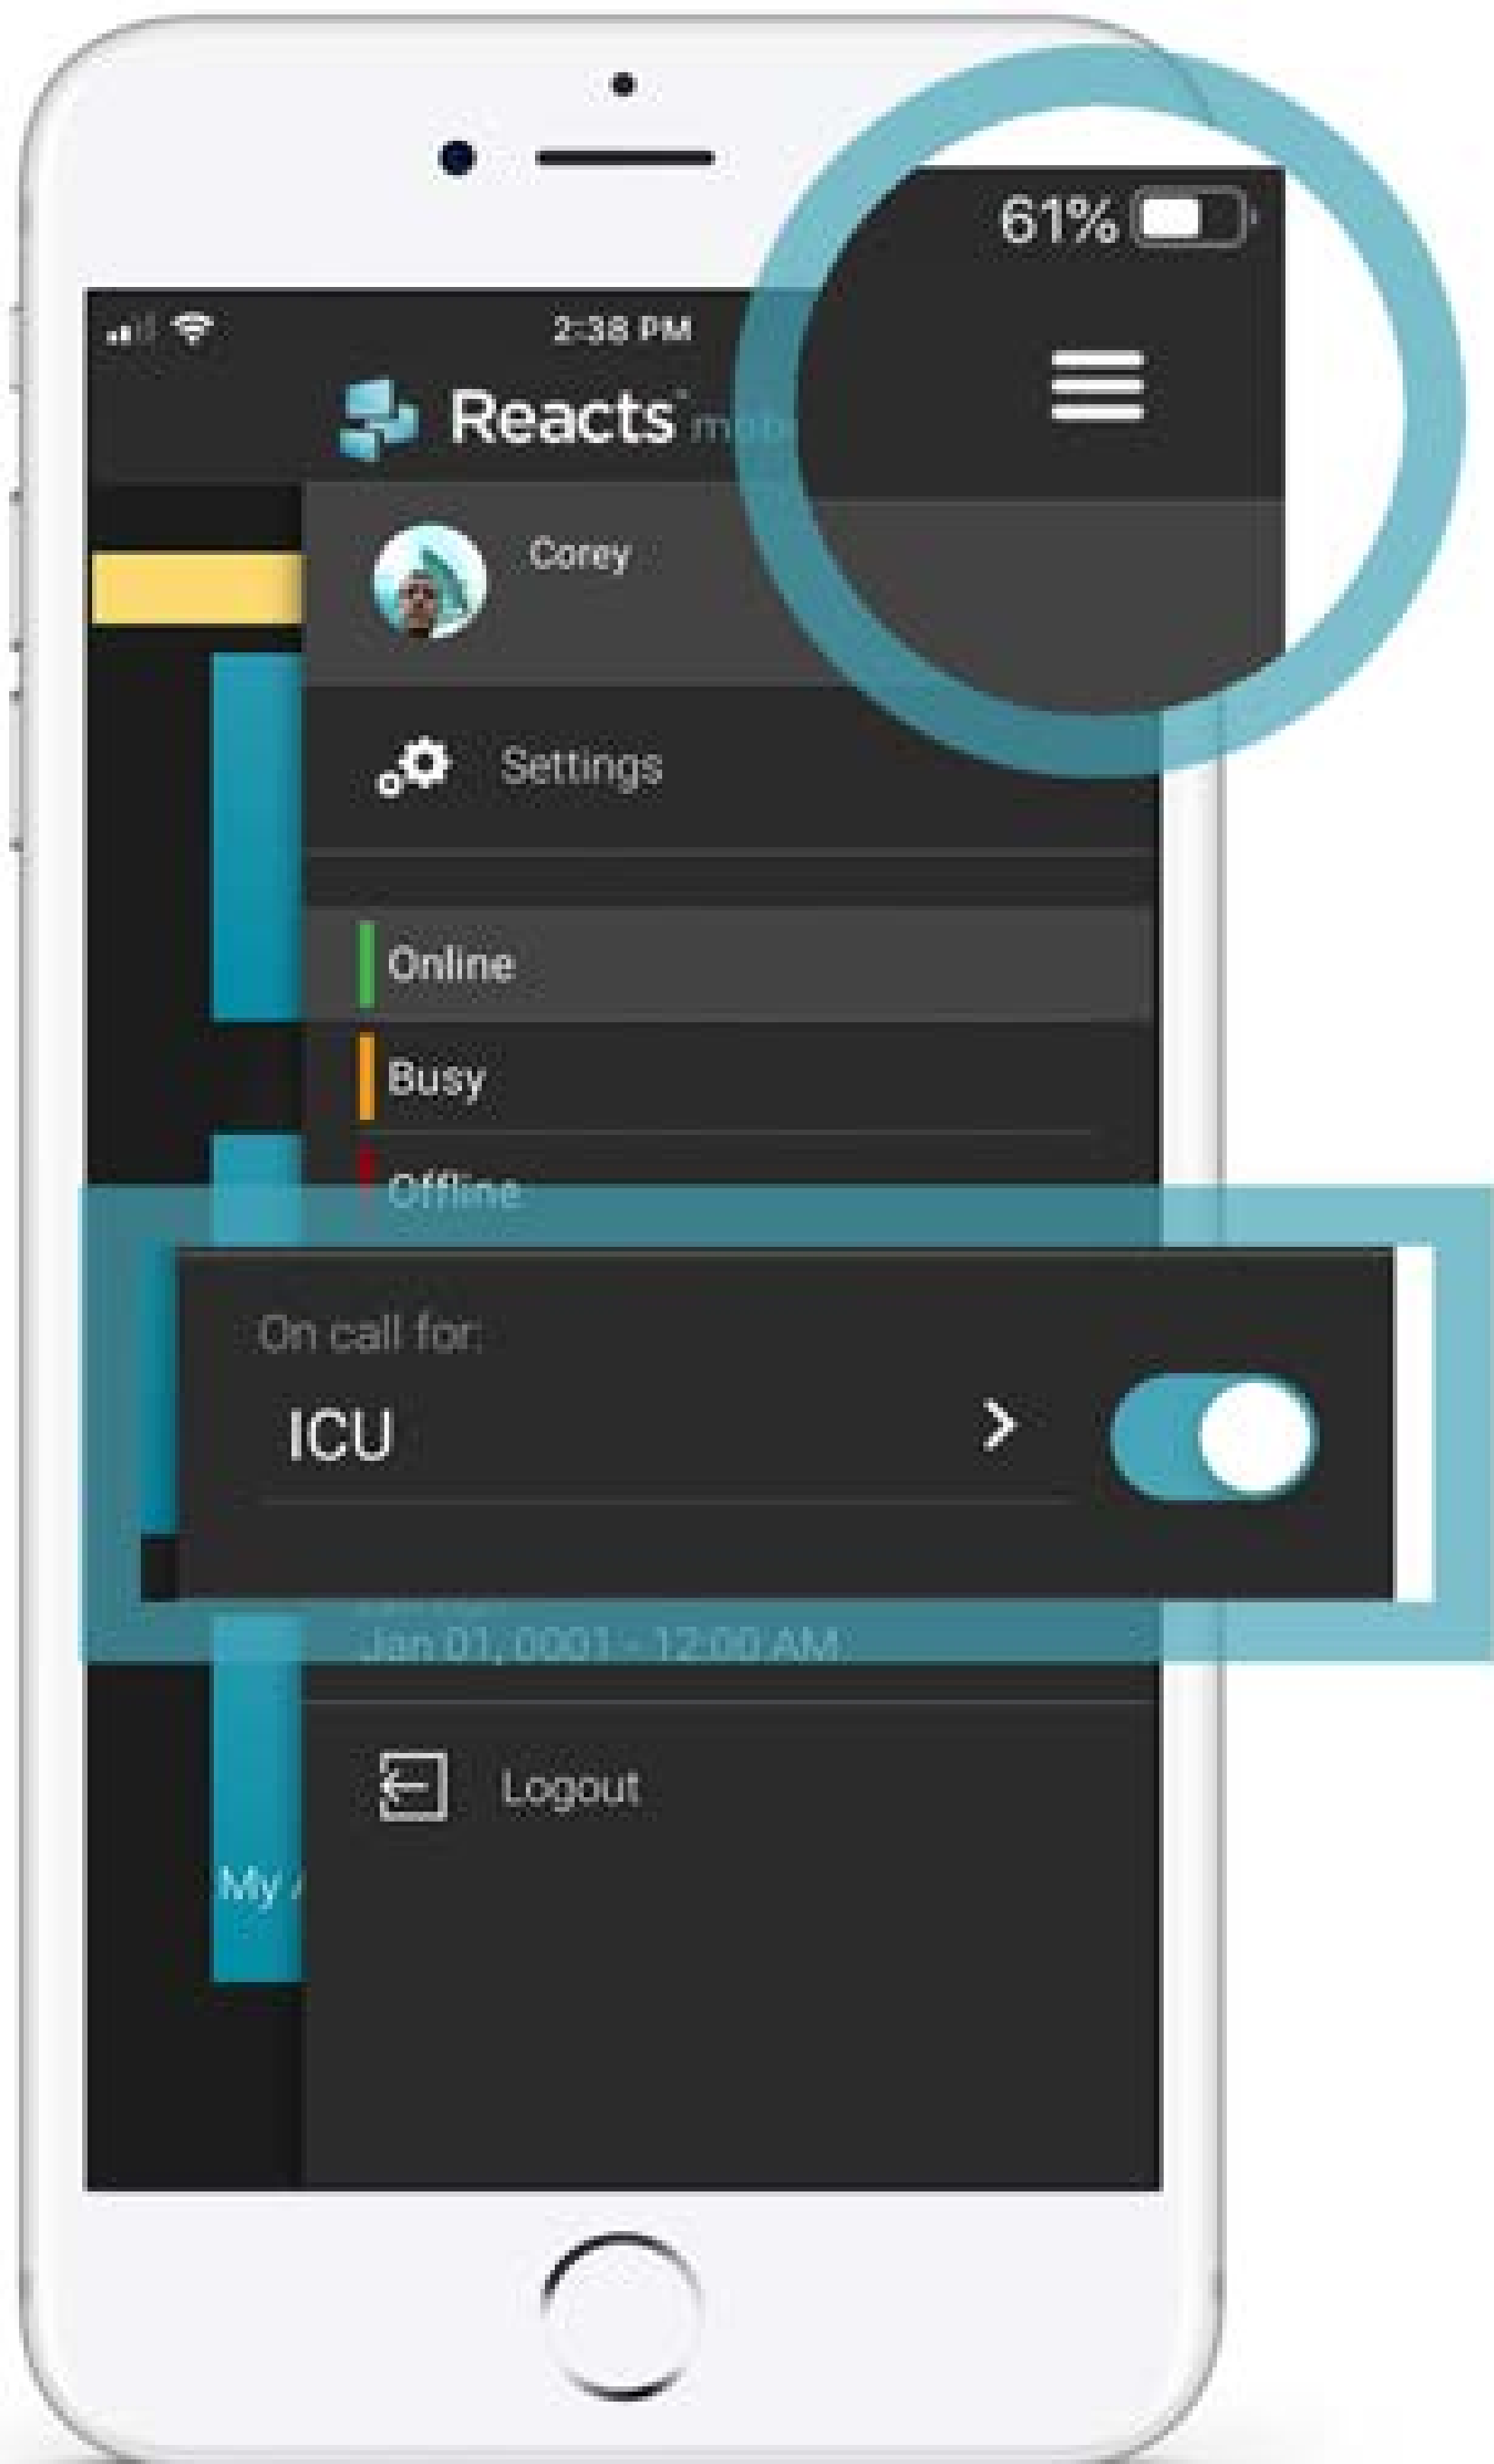 61%
2:38 PM
Reacts™
Corey
Settings
Online
Busy
Offline
On call for:
ICU
Jan 01, 0001 - 12:00 AM
Logout
My